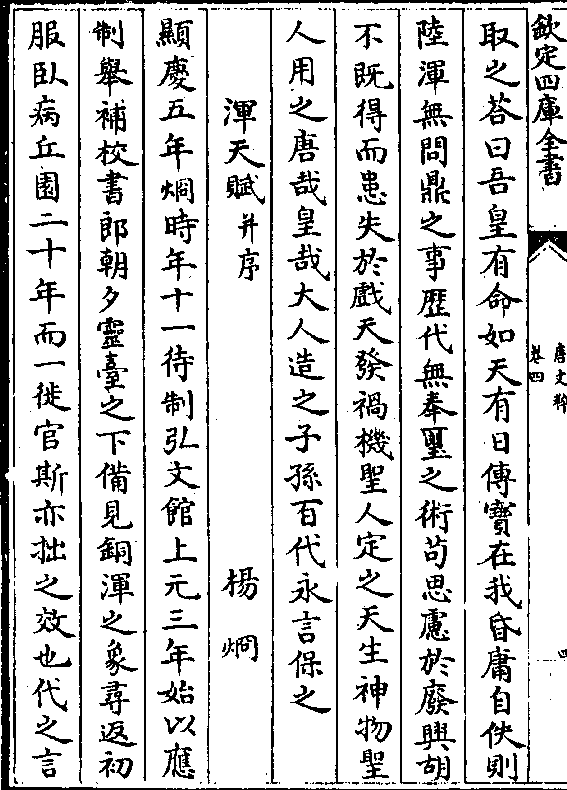 欽定四庫全書
唐文粹
卷四
四
取之荅曰吾皇有命如天有日傳寳在我昏庸自佚則
陸渾無問鼎之事歴代無奉璽之術苟思慮於廢興胡
不既得而患失於戲天發禍機聖人定之天生神物聖
人用之唐哉皇哉大人造之子孫百代永言保之
渾天賦并序 楊烱
顯慶五年烱時年十一待制弘文館上元三年始以應
制舉補校書郎朝夕靈臺之下備見銅渾之象尋返初
服臥病丘園二十年而一徙官斯亦拙之效也代之言